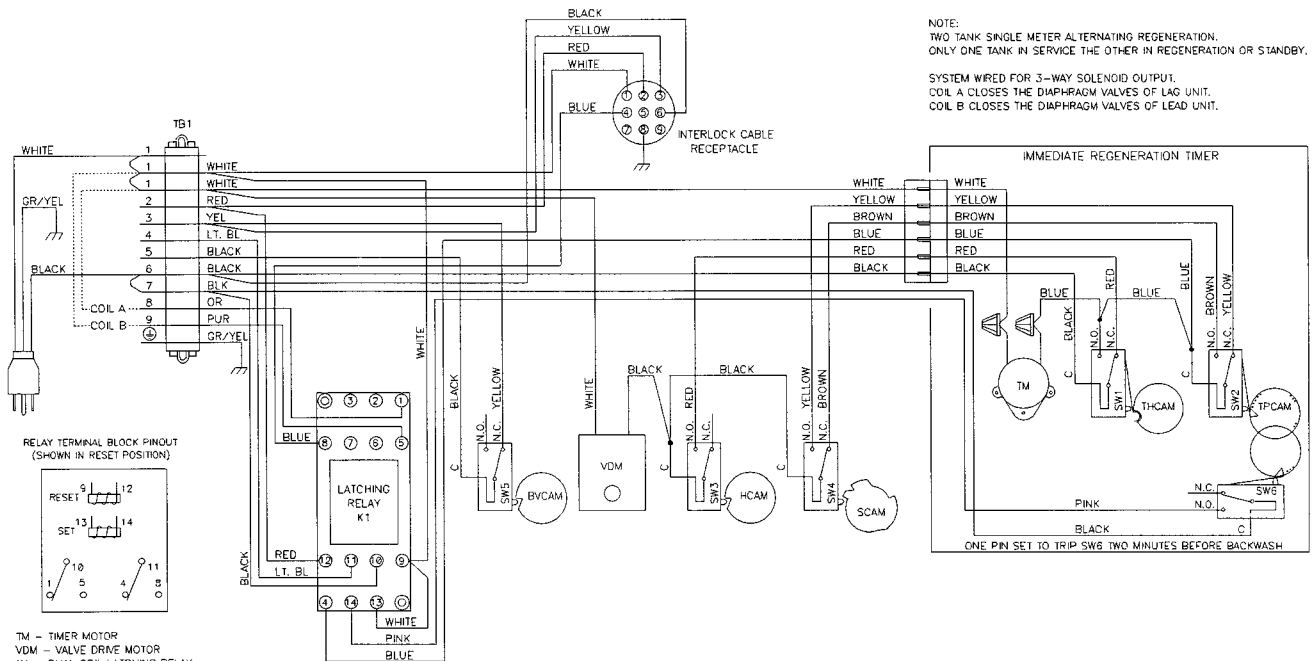 BLACK
YELLOW
RED
WHITE
BLUE
1 2 3
4 5 6
7 8 9
INTERLOCK CABLE
RECEPTACLE
NOTE:
TWO TANK SINGLE METER ALTERNATING REGENERATION.
ONLY ONE TANK IN SERVICE THE OTHER IN REGENERATION OR STANDBY.
SYSTEM WIRED FOR 3-WAY SOLENOID OUTPUT.
COIL A CLOSES THE DIAPHRAGM VALVES OF LAG UNIT.
COIL B CLOSES THE DIAPHRAGM VALVES OF LEAD UNIT.
TB1
WHITE
GR/YEL
BLACK
COIL A
COIL B
1
1 WHITE
1 WHITE
2 RED
3 YEL
4 LT. BL
5 BLACK
6 BLACK
7 BLK
8 OR
9 PUR
GR/YEL
WHITE
IMMEDIATE REGENERATION TIMER
WHITE WHITE
YELLOW YELLOW
BROWN BROWN
BLUE BLUE
RED RED
BLACK BLACK
BLUE
BLACK
RED
BLUE
BLUE
BROWN
YELLOW
TM
N.O.
N.C.
C
SW1
THCAM
N.O.
N.C.
C
SW2
TPCAM
N.C.
N.O.
SW6
C
PINK
BLACK
ONE PIN SET TO TRIP SW6 TWO MINUTES BEFORE BACKWASH
BLACK
YELLOW
N.O.
N.C.
C
SW5
BVCAM
WHITE
VDM
BLACK
BLACK
RED
N.O.
N.C.
C
SW3
HCAM
YELLOW
BROWN
N.O.
N.C.
C
SW4
SCAM
3 2 1
BLUE
8 7 6 5
LATCHING
RELAY
K1
RED
12 11 10 9
LT. BL
BLACK
4 14 13
WHITE
PINK
BLUE
RELAY TERMINAL BLOCK PINOUT
(SHOWN IN RESET POSITION)
RESET 9 12
SET 13 14
10 11
1 5 4 8
TM – TIMER MOTOR
VDM – VALVE DRIVE MOTOR